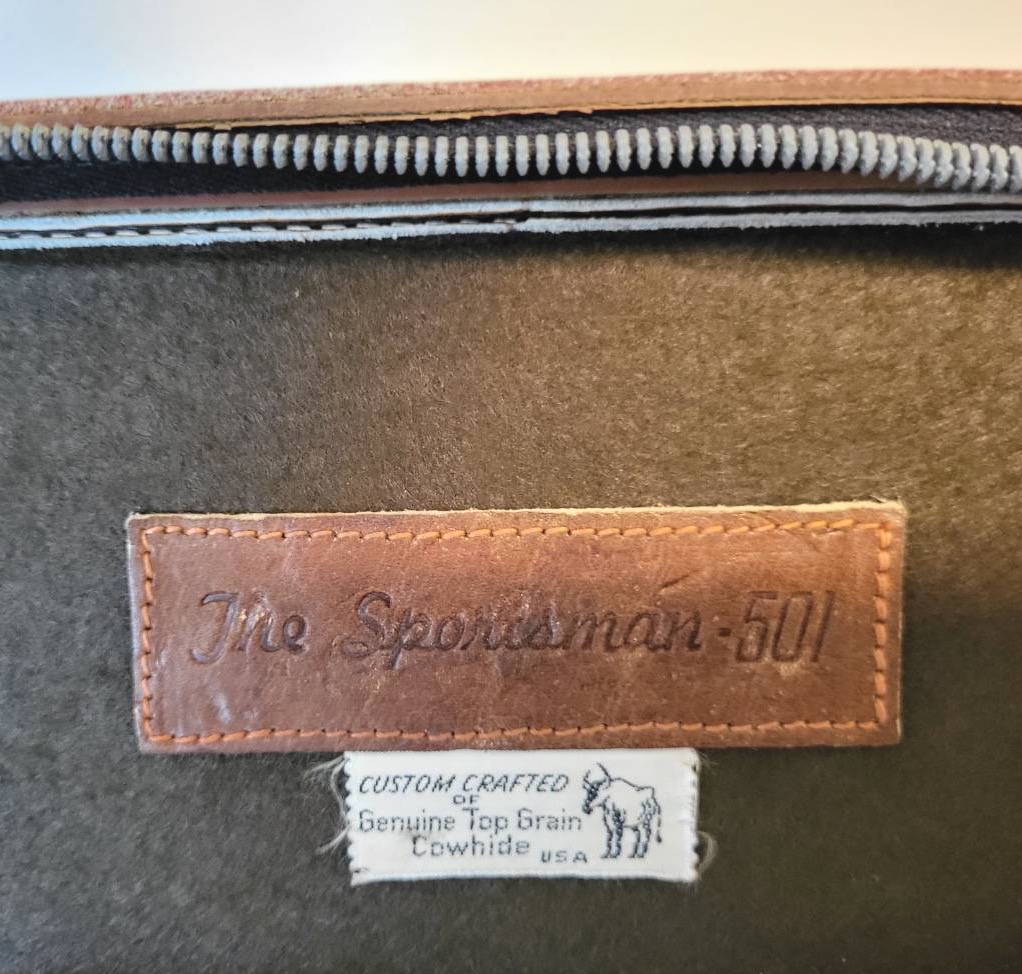 The Sportsman-501
CUSTOM CRAFTED
OF
Genuine Top Grain
Cowhide USA